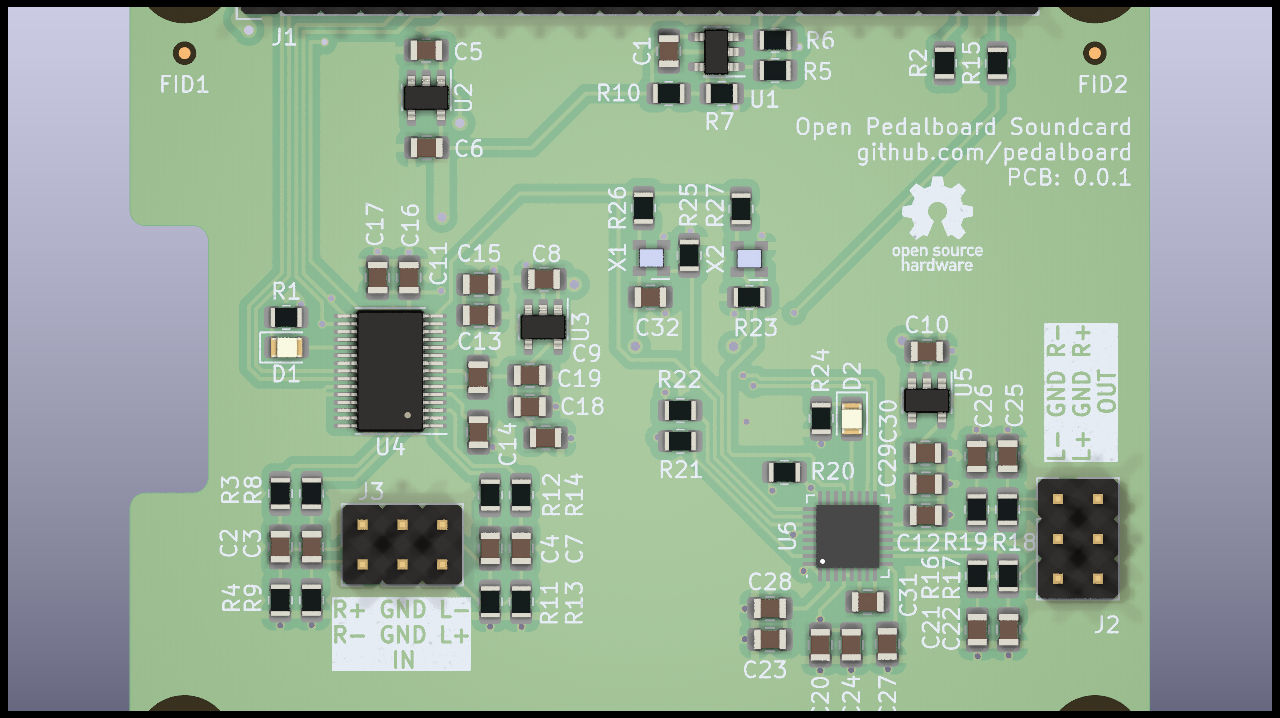 J1
C5
C1
R6
R5
R2
R15
FID1
FID2
U2
R10
R7
U1
C6
Open Pedalboard Soundcard
github.com/pedalboard
PCB: 0.0.1
open source
hardware
R26
R25
R27
C17
C16
C11
C15
C8
X1
X2
R1
C13
U3
C32
R23
C10
D1
C9
C19
C18
R22
R24
D2
U5
C26
C25
L- GND R-
L+ GND R+
OUT
U4
C14
R21
R20
C29
C30
R3
R8
J3
R12
R14
U6
C12
R19
R18
C2
C3
C4
C7
R4
R9
R11
R13
C28
C31
R16
R17
R+ GND L-
R- GND L+
IN
C23
C21
C22
J2
C20
C24
C27